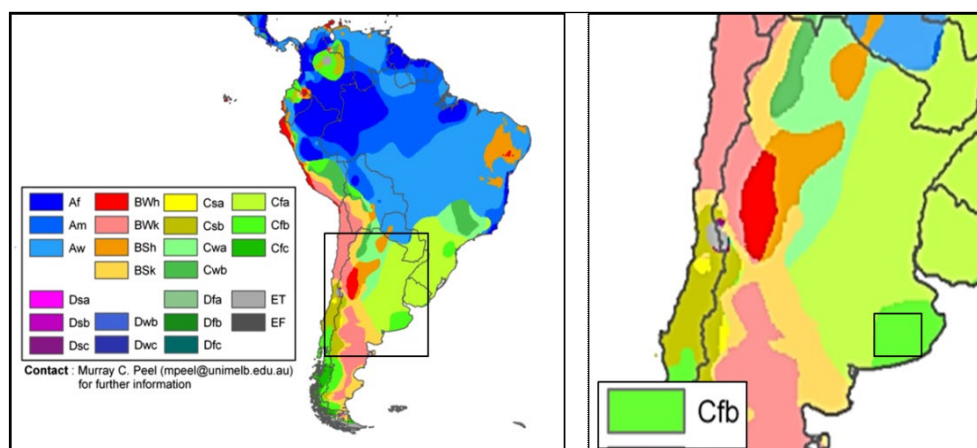 Af BWh Csa Cfa
Am BWk Csb Cfb
Aw BSh Cwa Cfc
BSk Cwb
Dsa Dfa ET
Dsb Dwb Dfb EF
Dsc Dwc Dfc
Contact : Murray C. Peel (mpeel@unimelb.edu.au)
for further information
Cfb